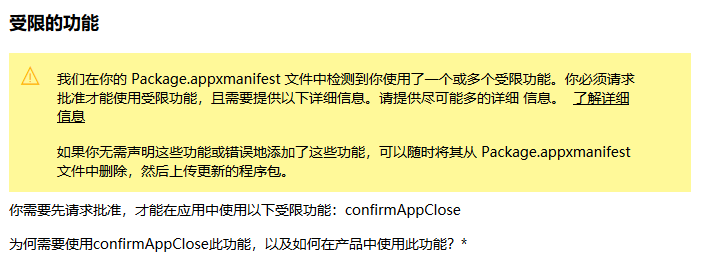 受限的功能
我们在你的 Package.appxmanifest 文件中检测到你使用了一个或多个受限功能。你必须请求
批准才能使用受限功能，且需要提供以下详细信息。请提供尽可能多的详细 信息。 了解详细
信息
如果你无需声明这些功能或错误地添加了这些功能，可以随时将其从 Package.appxmanifest
文件中删除，然后上传更新的程序包。
你需要先请求批准，才能在应用中使用以下受限功能：confirmAppClose
为何需要使用confirmAppClose此功能，以及如何在产品中使用此功能？*